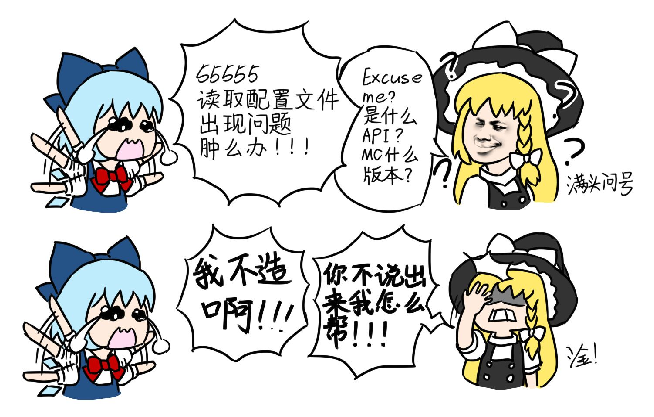 55555
读取配置文件
出现问题
肿么办！！！
Excuse
me?
是什么
API?
MC什么
版本?
? ? ? ?
满头问号
我不造
啊!!!
你不说出
来我怎么
帮!!!
淦!